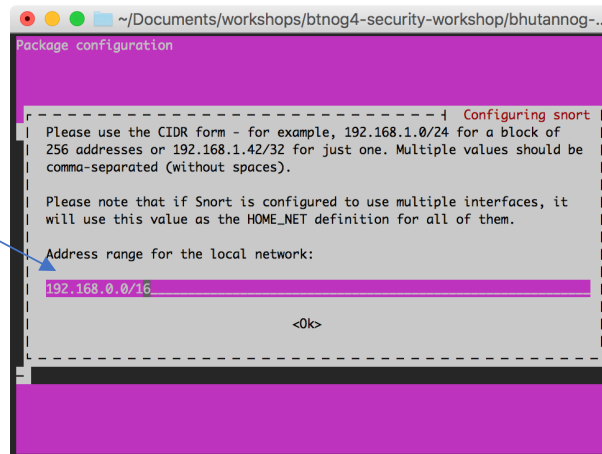 ~/Documents/workshops/btnog4-security-workshop/bhutannog-..
Package configuration
Configuring snort
Please use the CIDR form - for example, 192.168.1.0/24 for a block of
256 addresses or 192.168.1.42/32 for just one. Multiple values should be
comma-separated (without spaces).
Please note that if Snort is configured to use multiple interfaces, it
will use this value as the HOME_NET definition for all of them.
Address range for the local network:
192.168.0.0/16
<Ok>